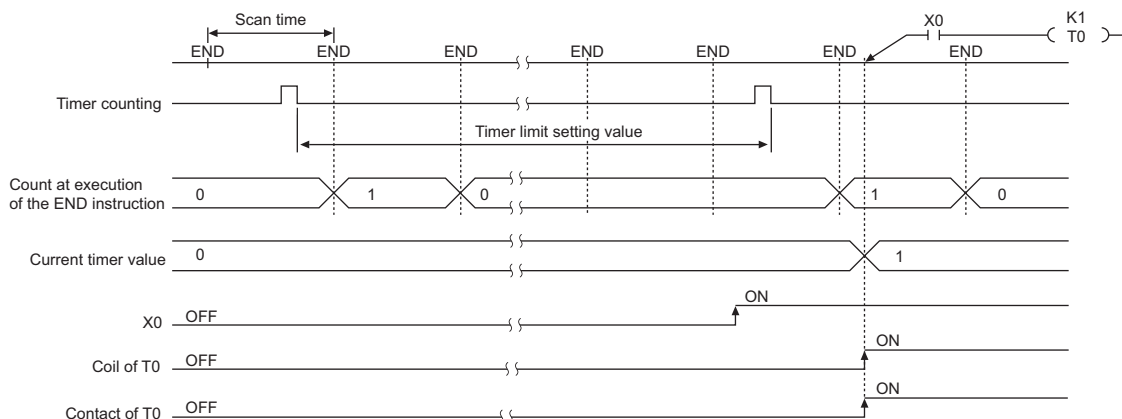 Scan time
X0
K1
T0
END
END
END
END
END
END
END
Timer counting
Timer limit setting value
Count at execution
of the END instruction
0
1
0
1
0
Current timer value
0
1
X0
OFF
ON
Coil of T0
OFF
ON
Contact of T0
OFF
ON